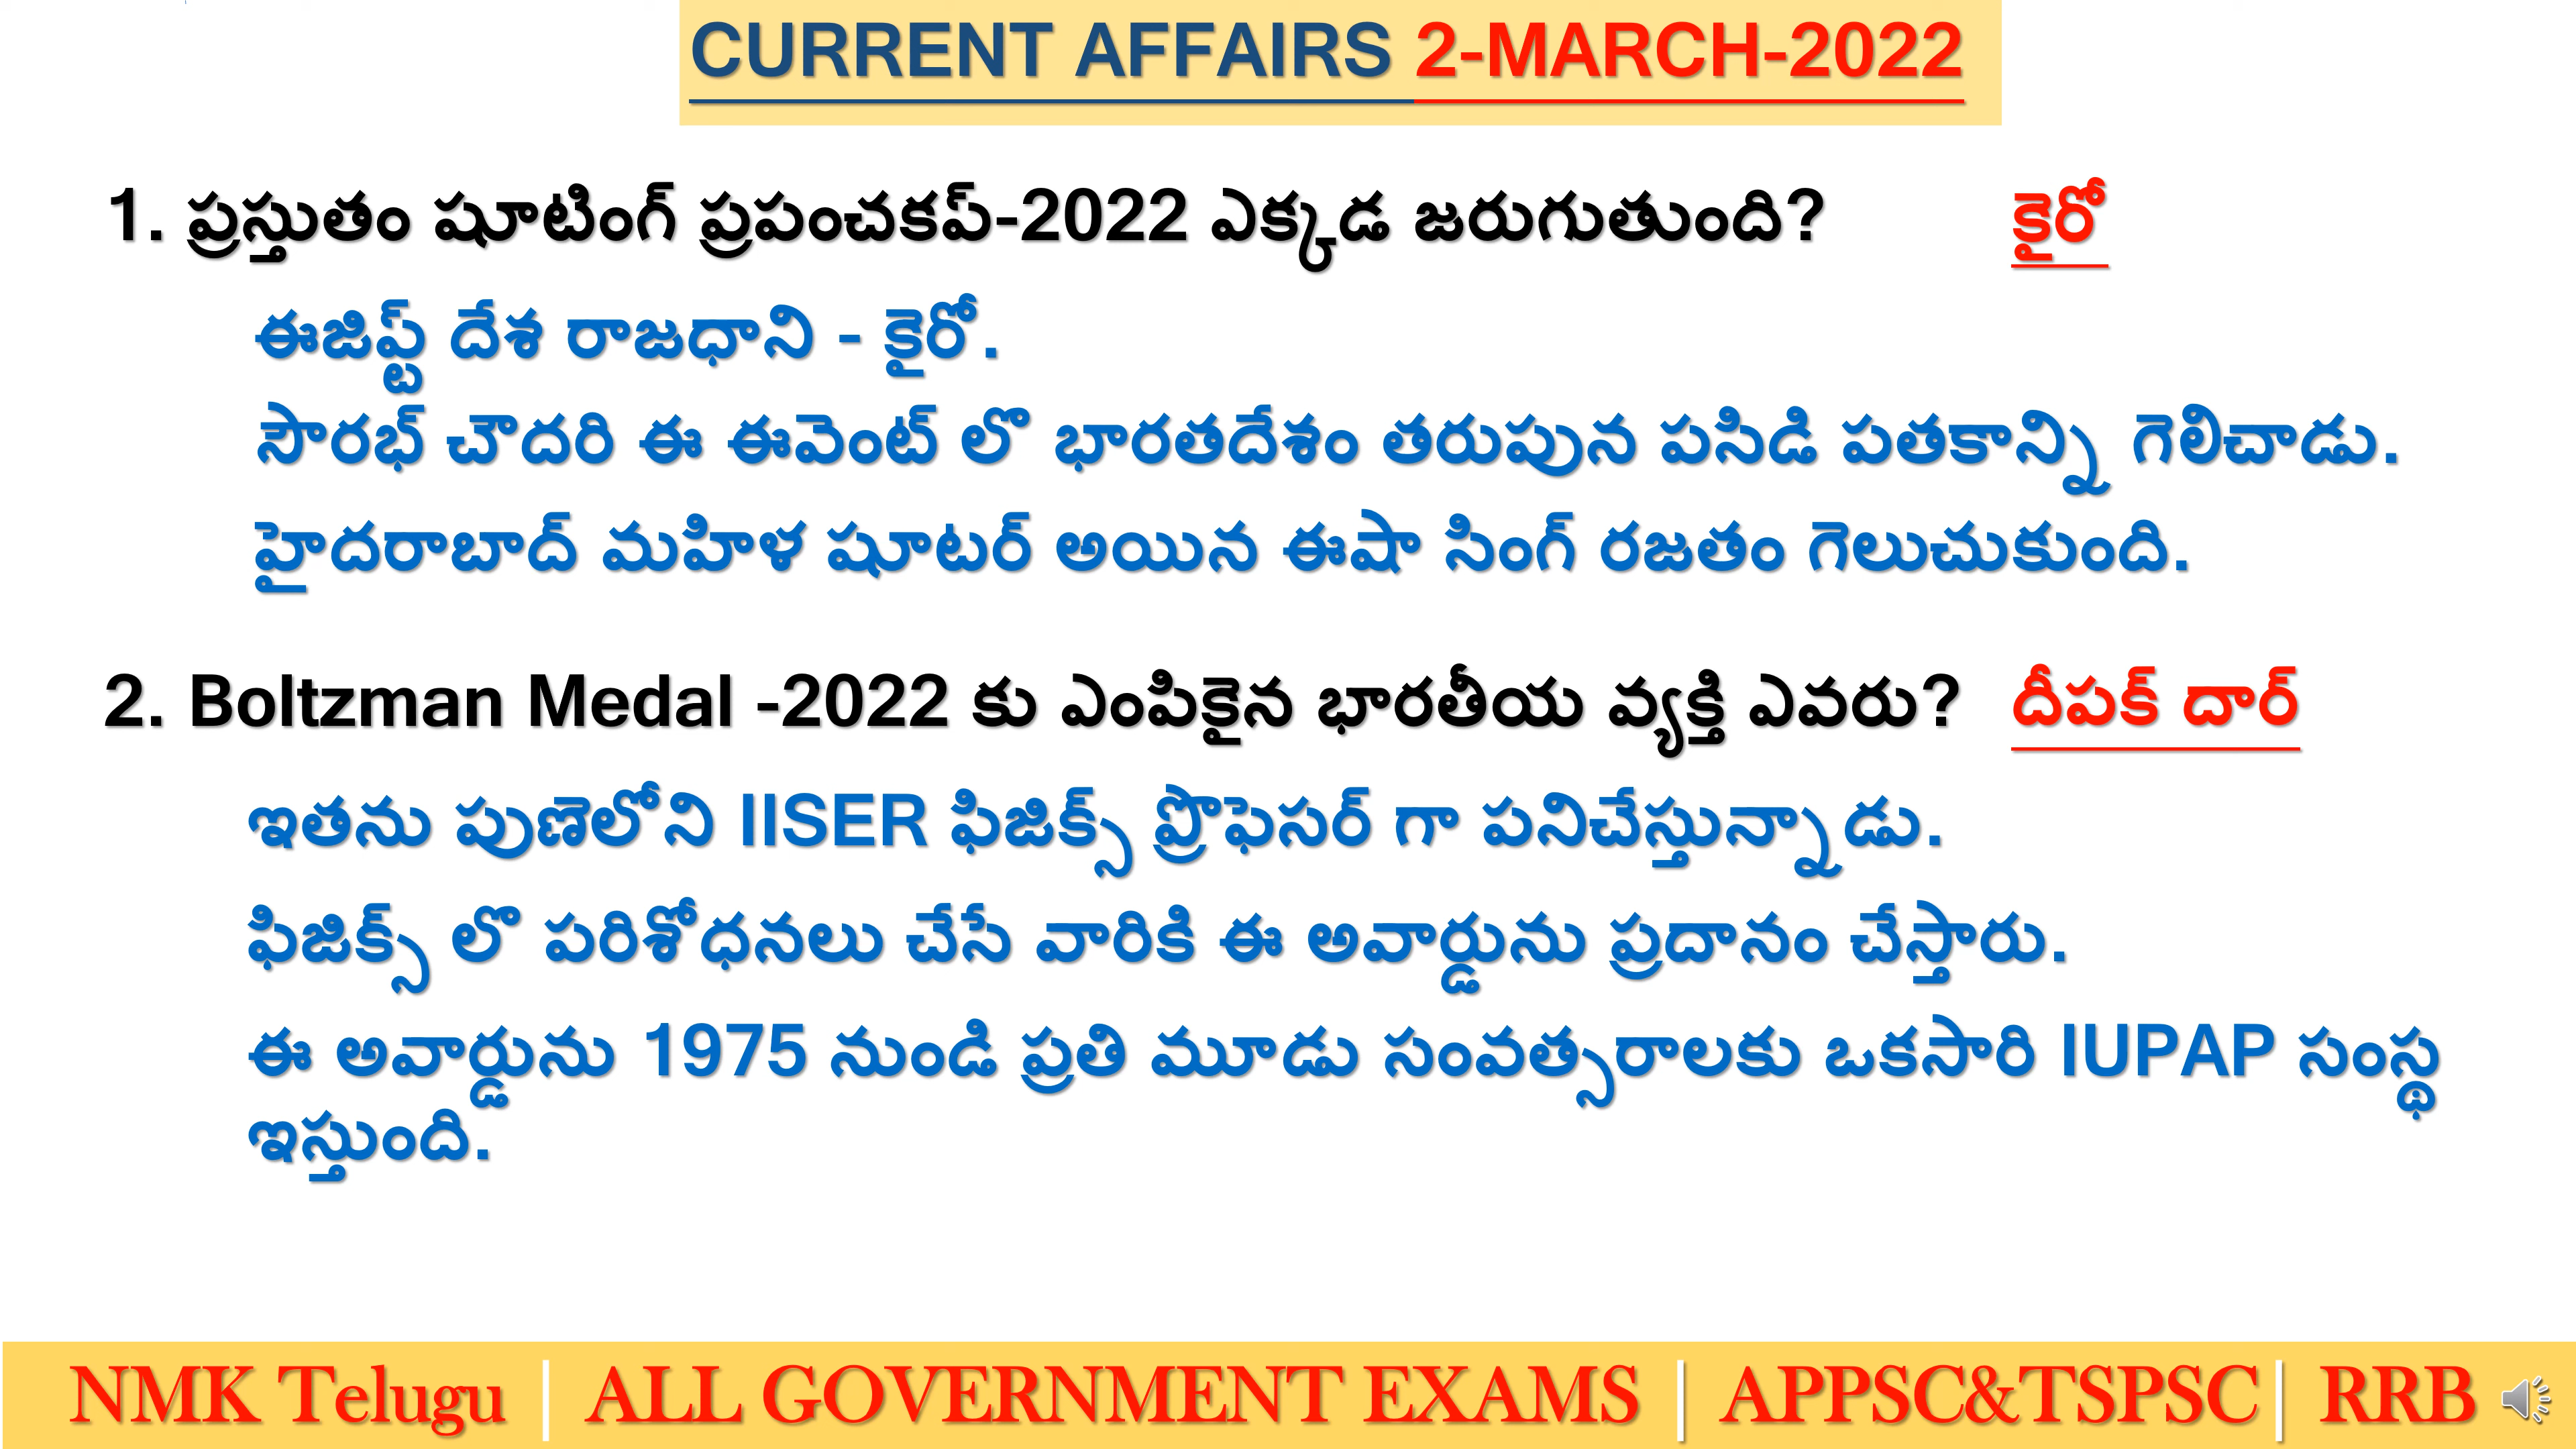 CURRENT AFFAIRS 2-MARCH-2022
1. ప్రస్తుతం షూటింగ్ ప్రపంచకప్-2022 ఎక్కడ జరుగుతుంది? కైరో
ఈజిప్ట్ దేశ రాజధాని - కైరో.
సౌరభ్ చౌదరి ఈ ఈవెంట్ లొ భారతదేశం తరుపున పసిడి పతకాన్ని గెలిచాడు.
హైదరాబాద్ మహిళ షూటర్ అయిన ఈషా సింగ్ రజతం గెలుచుకుంది.
2. Boltzman Medal -2022 కు ఎంపికైన భారతీయ వ్యక్తి ఎవరు? దీపక్ దార్
ఇతను పుణెలోని IISER ఫిజిక్స్ ప్రొఫెసర్ గా పనిచేస్తున్నాడు.
ఫిజిక్స్ లొ పరిశోధనలు చేసే వారికి ఈ అవార్డును ప్రదానం చేస్తారు.
ఈ అవార్డును 1975 నుండి ప్రతి మూడు సంవత్సరాలకు ఒకసారి IUPAP సంస్థ
ఇస్తుంది.
NMK Telugu | ALL GOVERNMENT EXAMS | APPSC&TSPSC | RRB